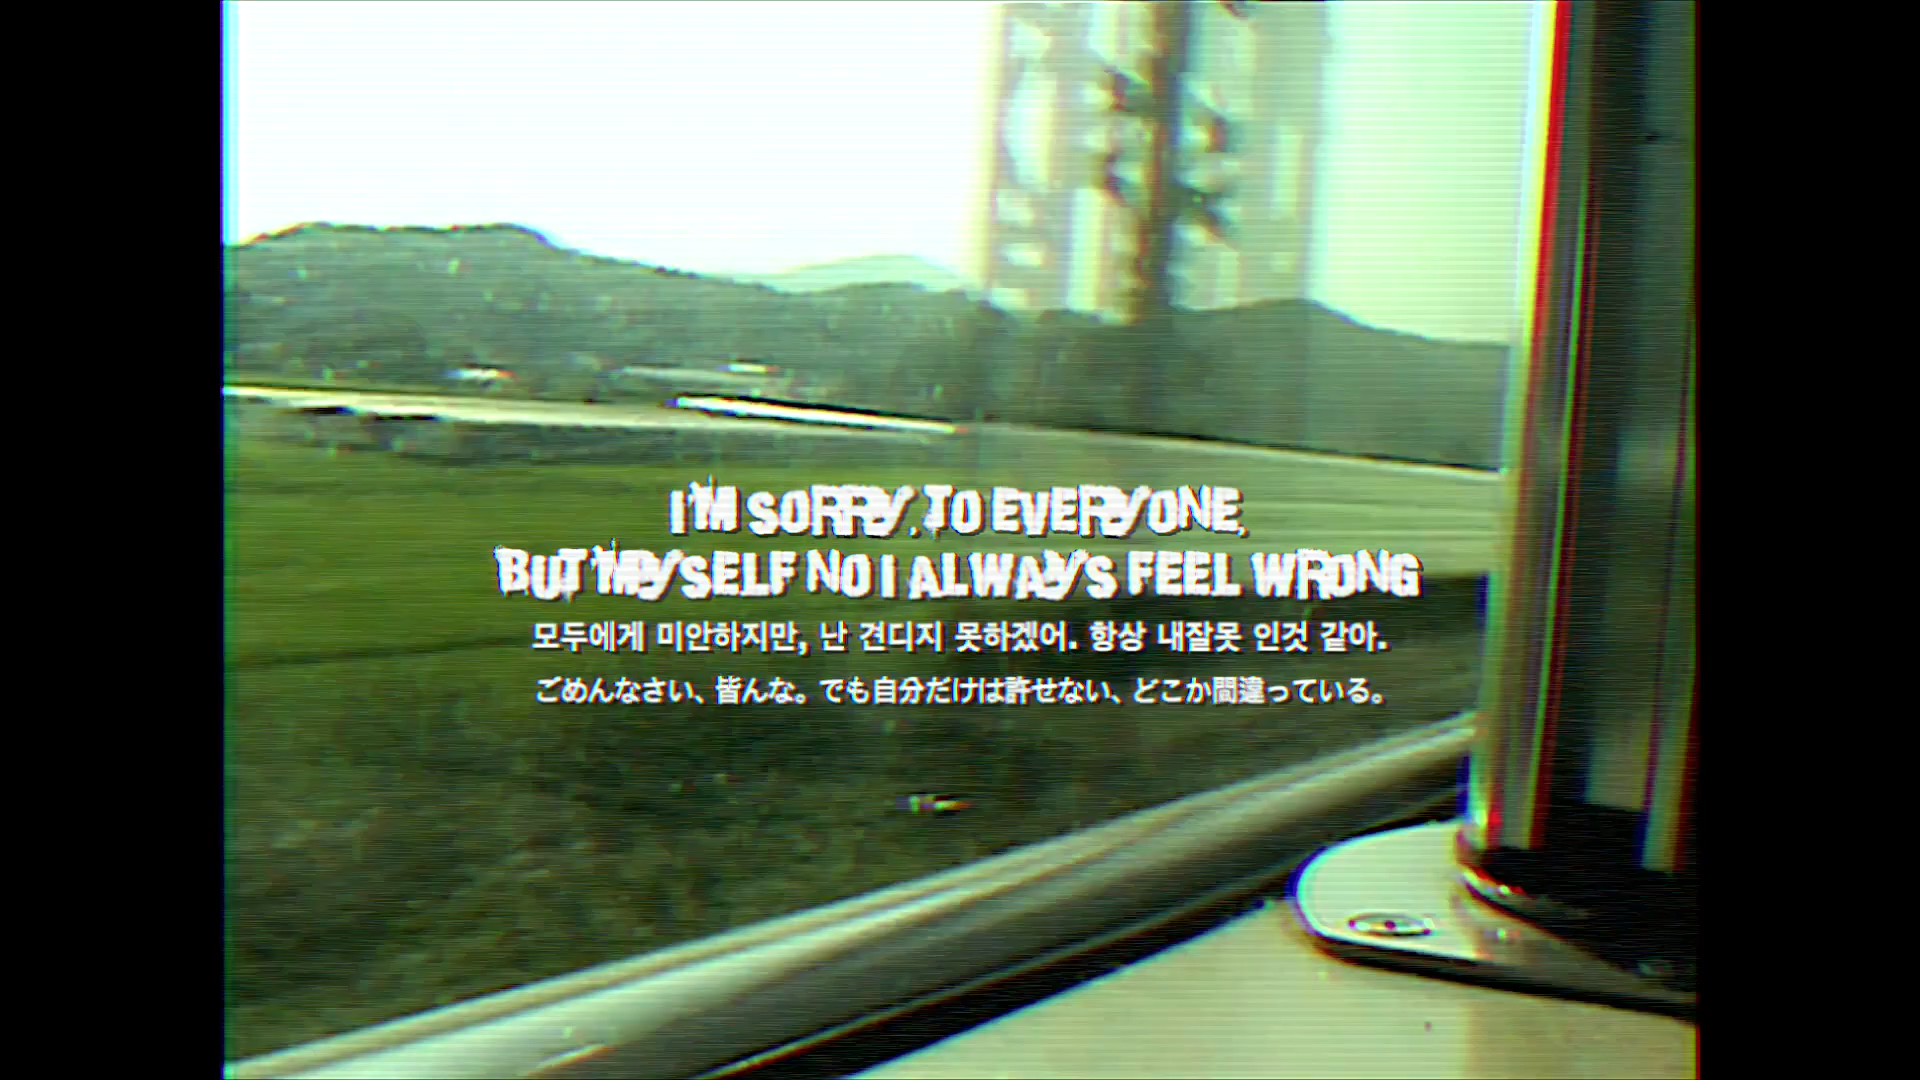 I'M SORRY, TO EVERYONE,
BUT MYSELF NO I ALWAYS FEEL WRONG
모두에게 미안하지만, 난 견디지 못하겠어. 항상 내잘못 인것 같아.
ごめんなさい、皆んな。でも自分だけは許せない、どこか間違っている。